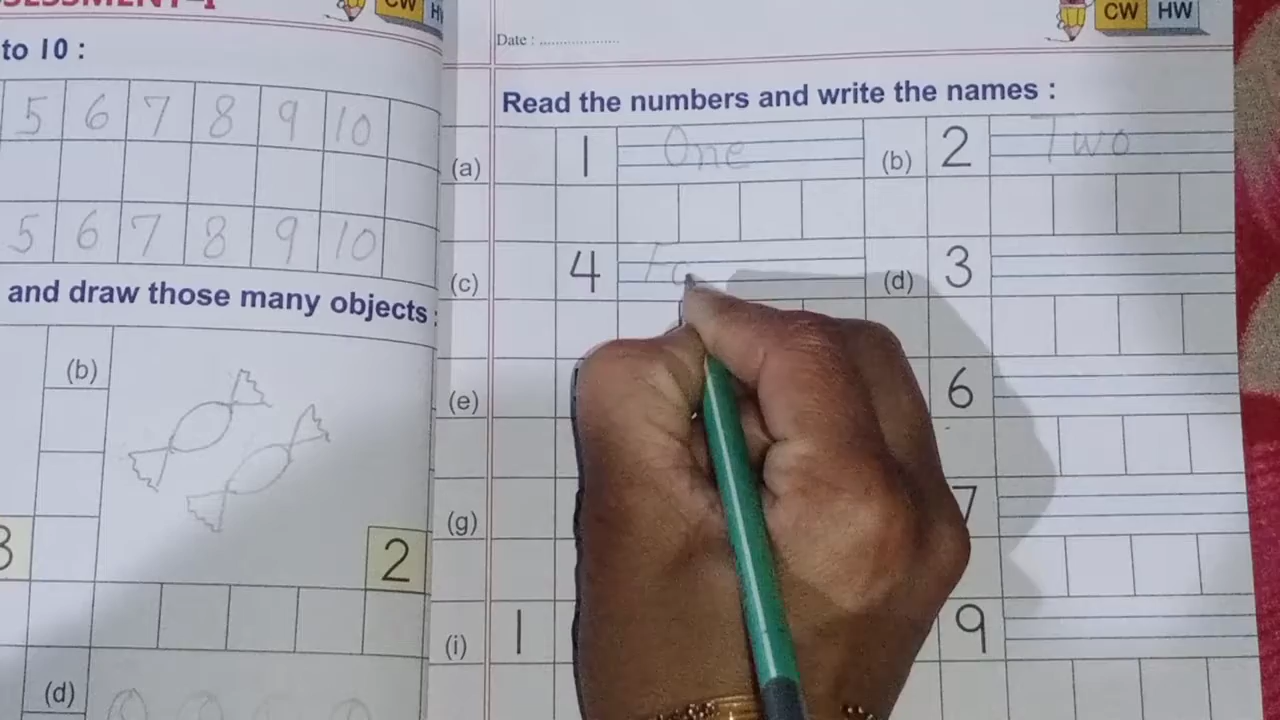 CW
to 10 :
5 6 7 8 9 10
5 6 7 8 9 10
and draw those many objects :
(b)
3
2
(d)
CW HW
Date : ....................
Read the numbers and write the names :
(a) 1 One (b) 2 Two
(c) 4 (d) 3
(e) 6
(g) 7
(i) 1 9